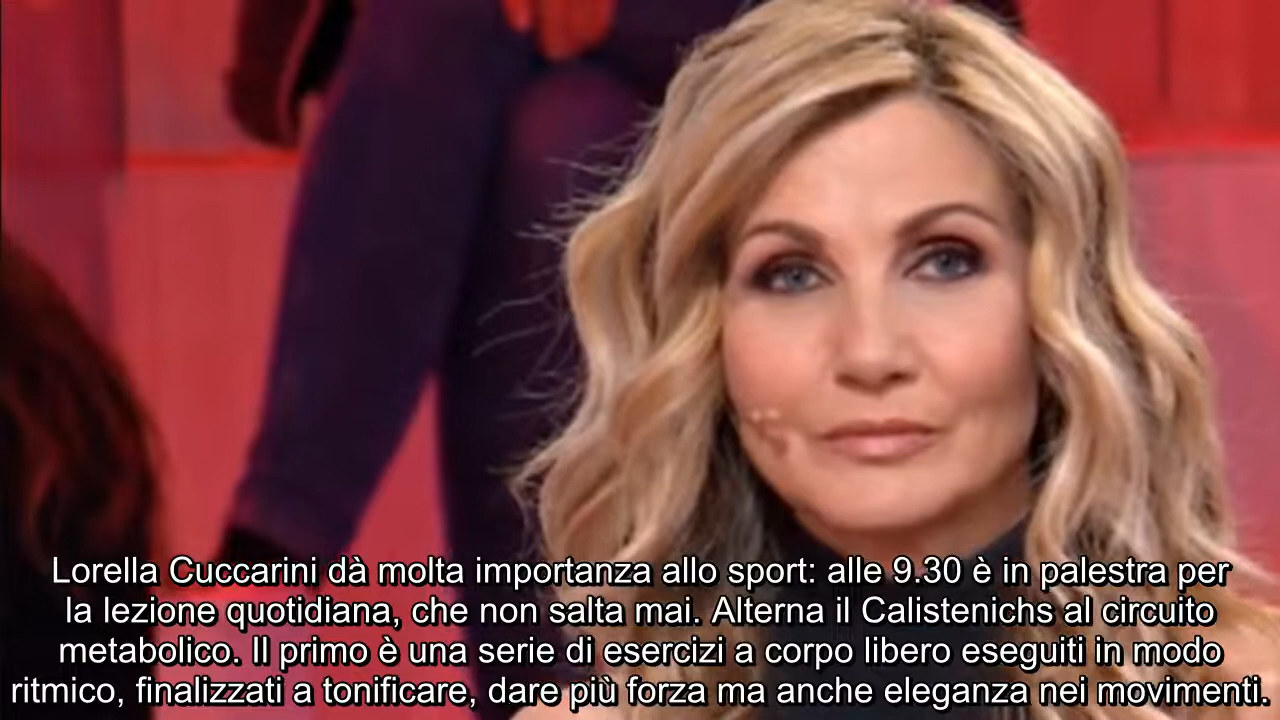 Lorella Cuccarini dà molta importanza allo sport: alle 9.30 è in palestra per
la lezione quotidiana, che non salta mai. Alterna il Calistenichs al circuito
metabolico. Il primo è una serie di esercizi a corpo libero eseguiti in modo
ritmico, finalizzati a tonificare, dare più forza ma anche eleganza nei movimenti.